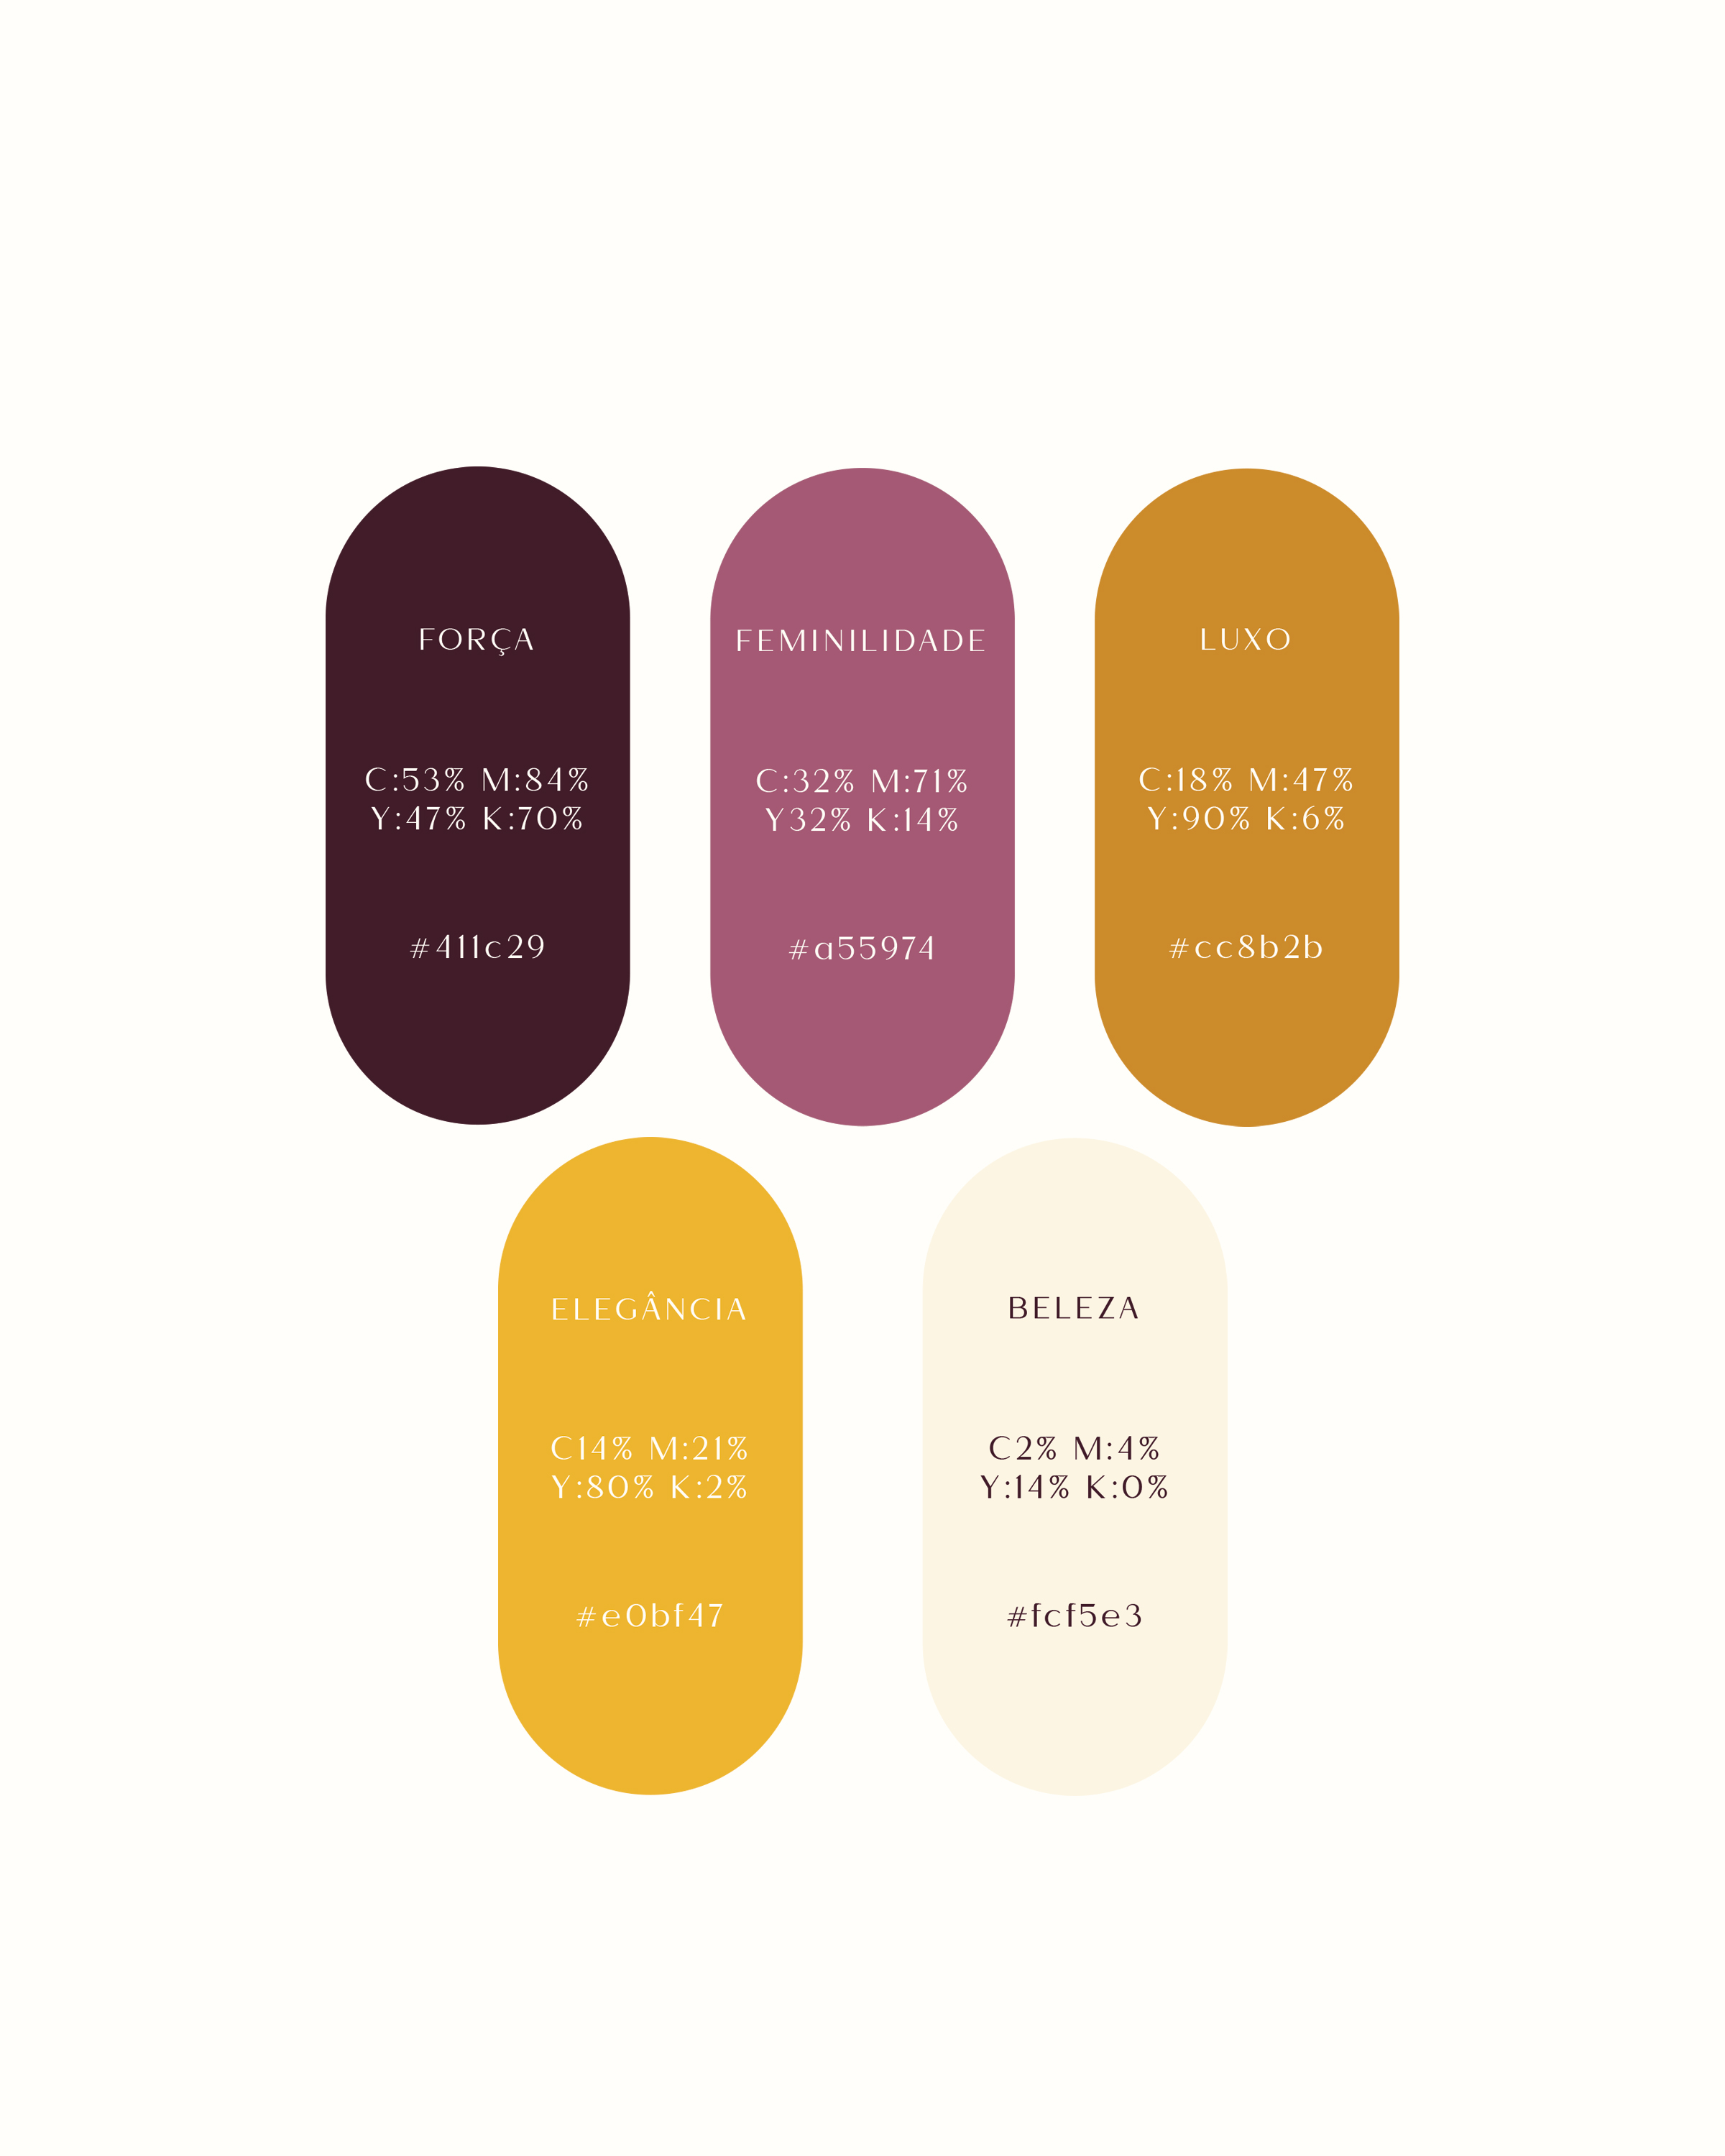 FORÇA
C:53% M:84%
Y:47% K:70%
#411c29
FEMINILIDADE
C:32% M:71%
Y32% K:14%
#a55974
LUXO
C:18% M:47%
Y:90% K:6%
#cc8b2b
ELEGÂNCIA
C14% M:21%
Y:80% K:2%
#e0bf47
BELEZA
C2% M:4%
Y:14% K:0%
#fcf5e3